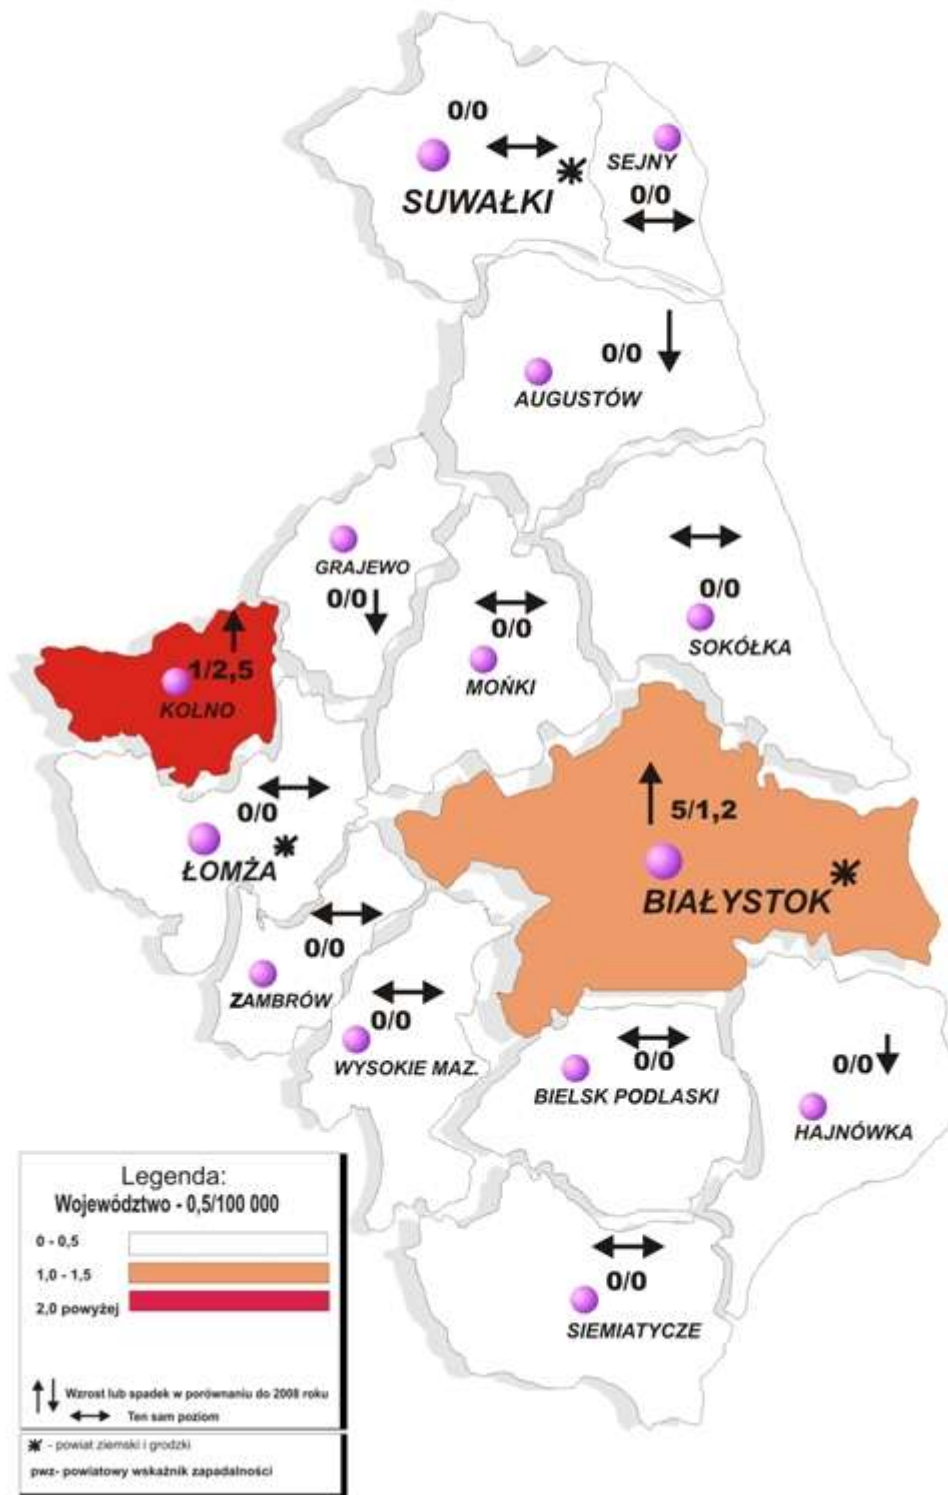 0/0
SUWAŁKI
SEJNY
0/0
0/0
AUGUSTÓW
GRAJEWO
0/0
0/0
MOŃKI
0/0
SOKÓŁKA
1/2,5
KOLNO
0/0
ŁOMŻA
5/1,2
BIAŁYSTOK
0/0
ZAMBRÓW
0/0
WYSOKIE MAZ.
0/0
BIELSK PODLASKI
0/0
HAJNÓWKA
0/0
SIEMIATYCZE
Legenda:
Województwo - 0,5/100 000
0 - 0,5
1,0 - 1,5
2,0 powyżej
Wzrost lub spadek w porównaniu do 2008 roku
Ten sam poziom
- powiat ziemski i grodzki
pwz- powiatowy wskaźnik zapadalności